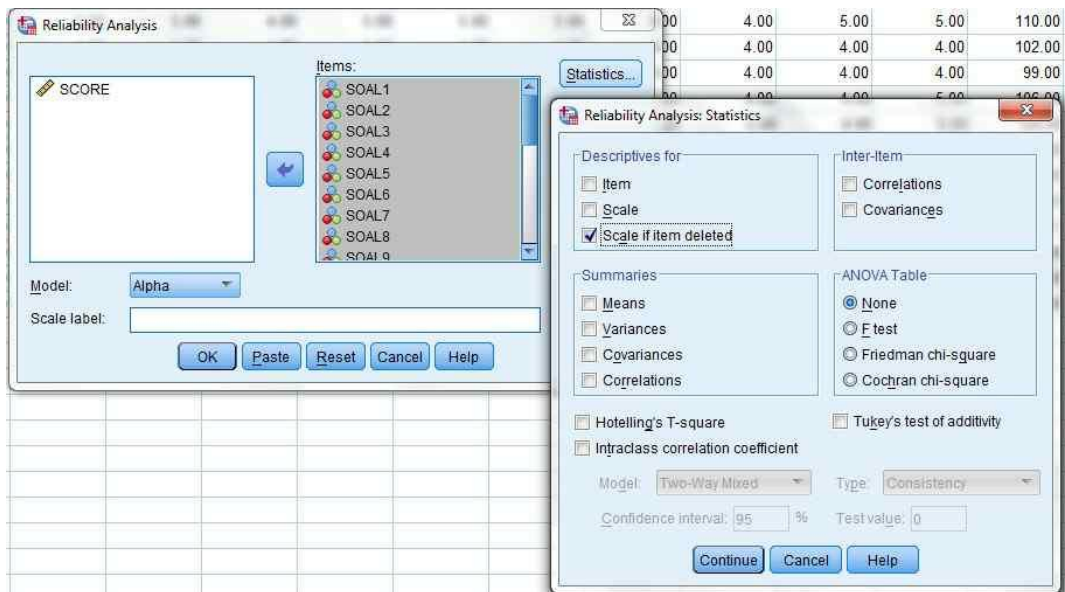 Reliability Analysis
SCORE
Items:
SOAL1
SOAL2
SOAL3
SOAL4
SOAL5
SOAL6
SOAL7
SOAL8
SOAL9
Statistics...
Model: Alpha
Scale label:
OK Paste Reset Cancel Help
00 4.00 5.00 5.00 110.00
00 4.00 4.00 4.00 102.00
00 4.00 4.00 4.00 99.00
Reliability Analysis: Statistics
Descriptives for
Item
Scale
Scale if item deleted
Inter-Item
Correlations
Covariances
Summaries
Means
Variances
Covariances
Correlations
ANOVA Table
None
F test
Friedman chi-square
Cochran chi-square
Hotelling's T-square
Tukey's test of additivity
Intraclass correlation coefficient
Model: Two-Way Mixed Type: Consistency
Confidence interval: 95 % Test value: 0
Continue Cancel Help